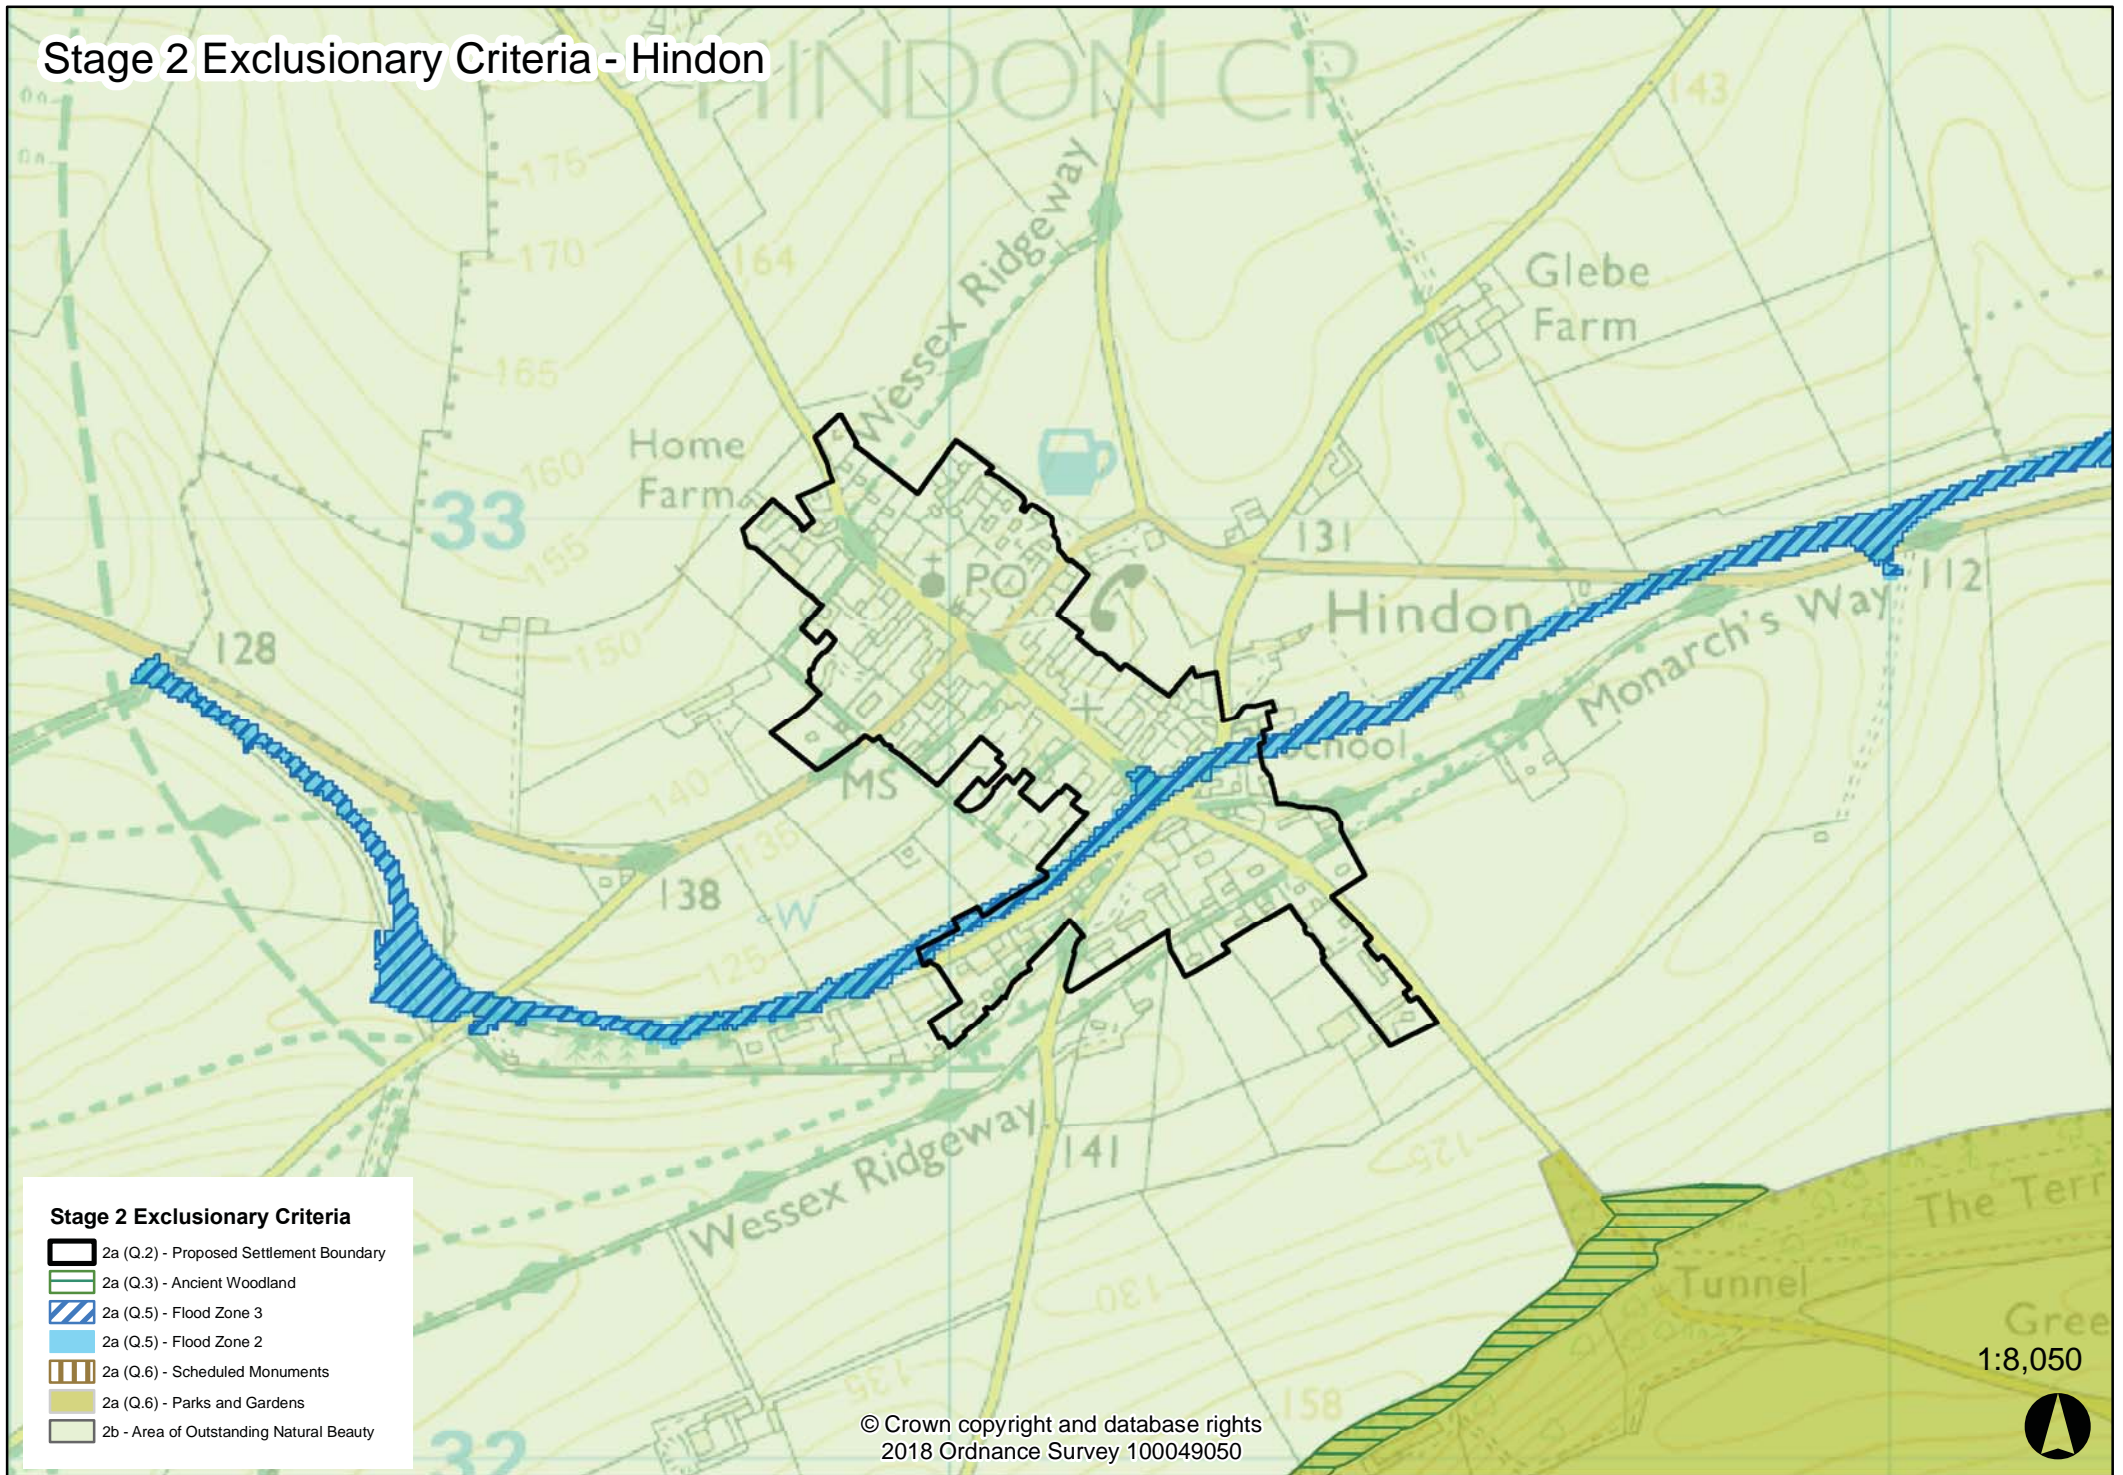 Stage 2 Exclusionary Criteria - Hindon
HINDON CP
143
175
170
164
165
Wessex Ridgeway
Glebe
Farm
Home
Farm
160
33
155
PO
131
Hindon
112
128
150
Monarch's Way
School
MS
140
135
138
W
125
Wessex Ridgeway
141
125
The Terr
Tunnel
130
Gree
135
158
32
1:8,050
Stage 2 Exclusionary Criteria
2a (Q.2) - Proposed Settlement Boundary
2a (Q.3) - Ancient Woodland
2a (Q.5) - Flood Zone 3
2a (Q.5) - Flood Zone 2
2a (Q.6) - Scheduled Monuments
2a (Q.6) - Parks and Gardens
2b - Area of Outstanding Natural Beauty
© Crown copyright and database rights
2018 Ordnance Survey 100049050